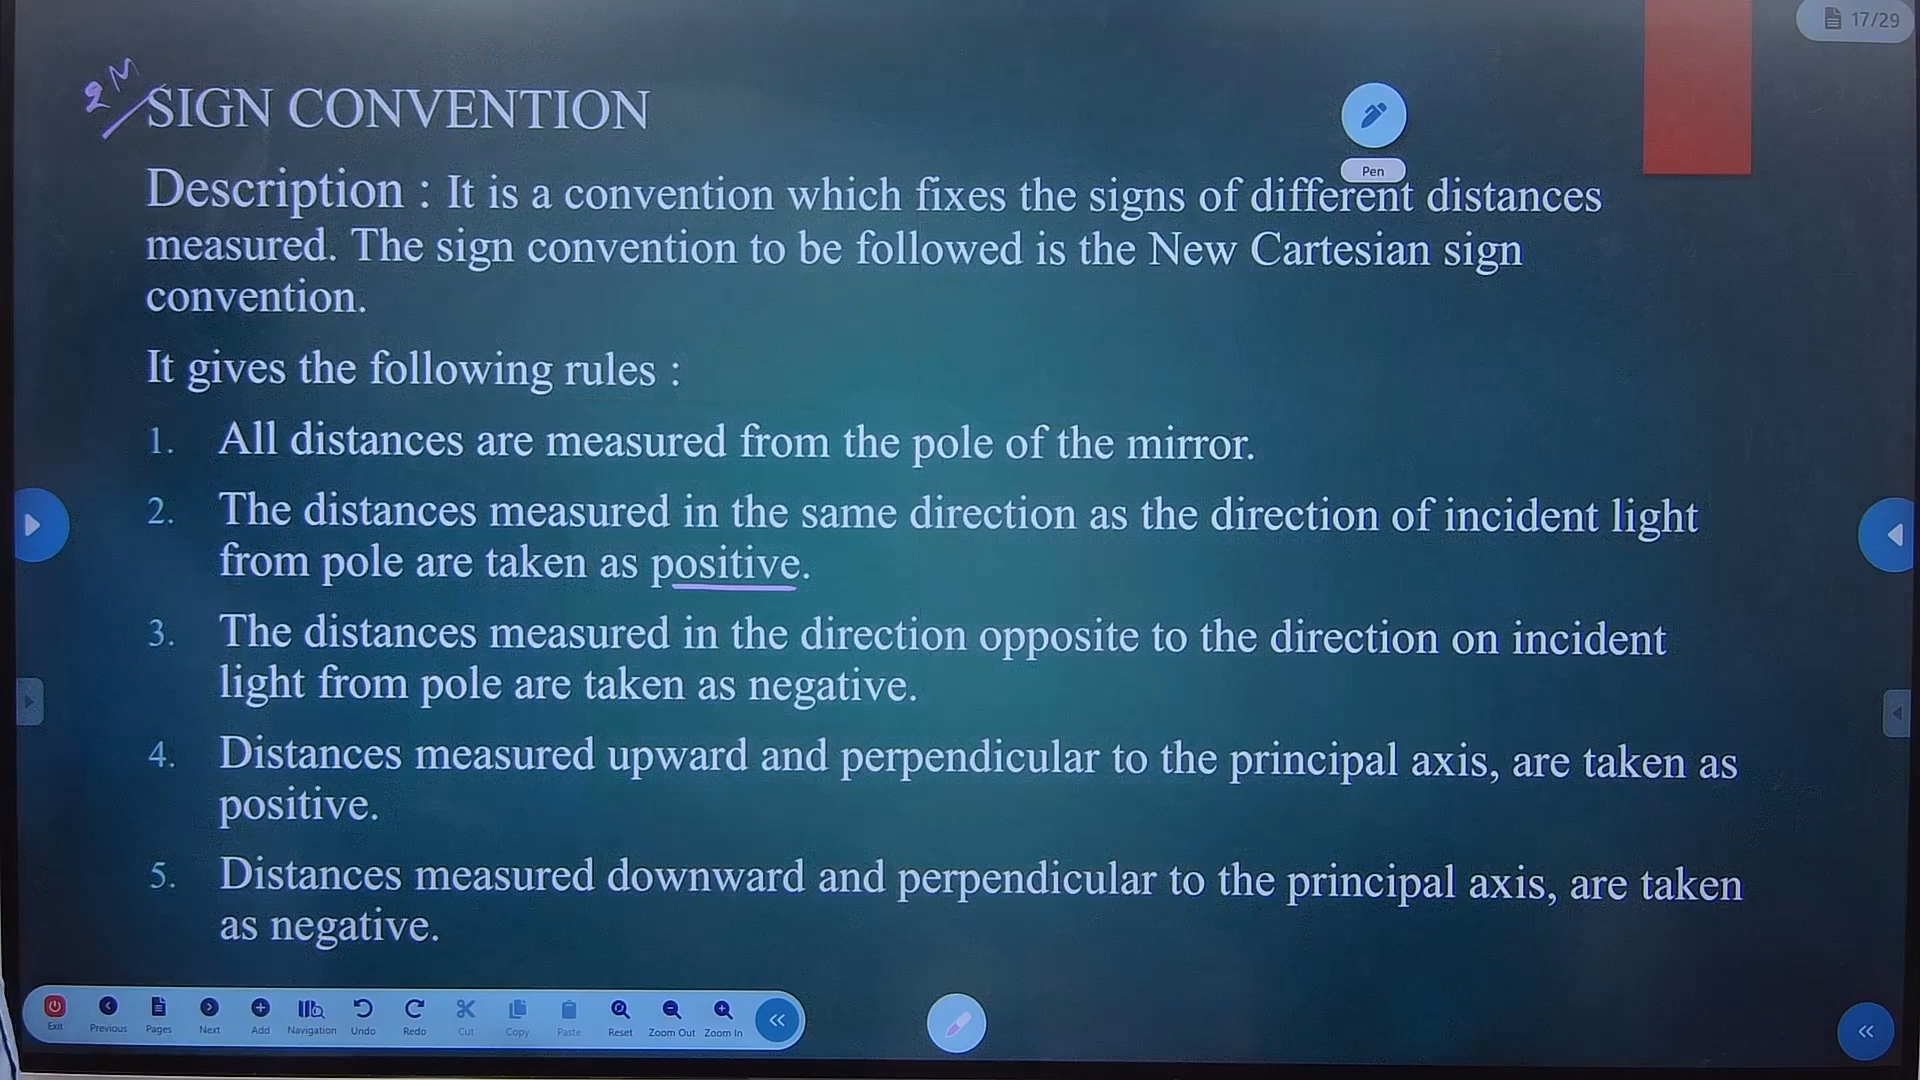 17/29
2M
SIGN CONVENTION
Pen
Description : It is a convention which fixes the signs of different distances
measured. The sign convention to be followed is the New Cartesian sign
convention.
It gives the following rules :
1. All distances are measured from the pole of the mirror.
2. The distances measured in the same direction as the direction of incident light
from pole are taken as positive.
3. The distances measured in the direction opposite to the direction on incident
light from pole are taken as negative.
4. Distances measured upward and perpendicular to the principal axis, are taken as
positive.
5. Distances measured downward and perpendicular to the principal axis, are taken
as negative.
Exit Previous Pages Next Add Navigation Undo Redo Cut Copy Paste Reset Zoom Out Zoom In